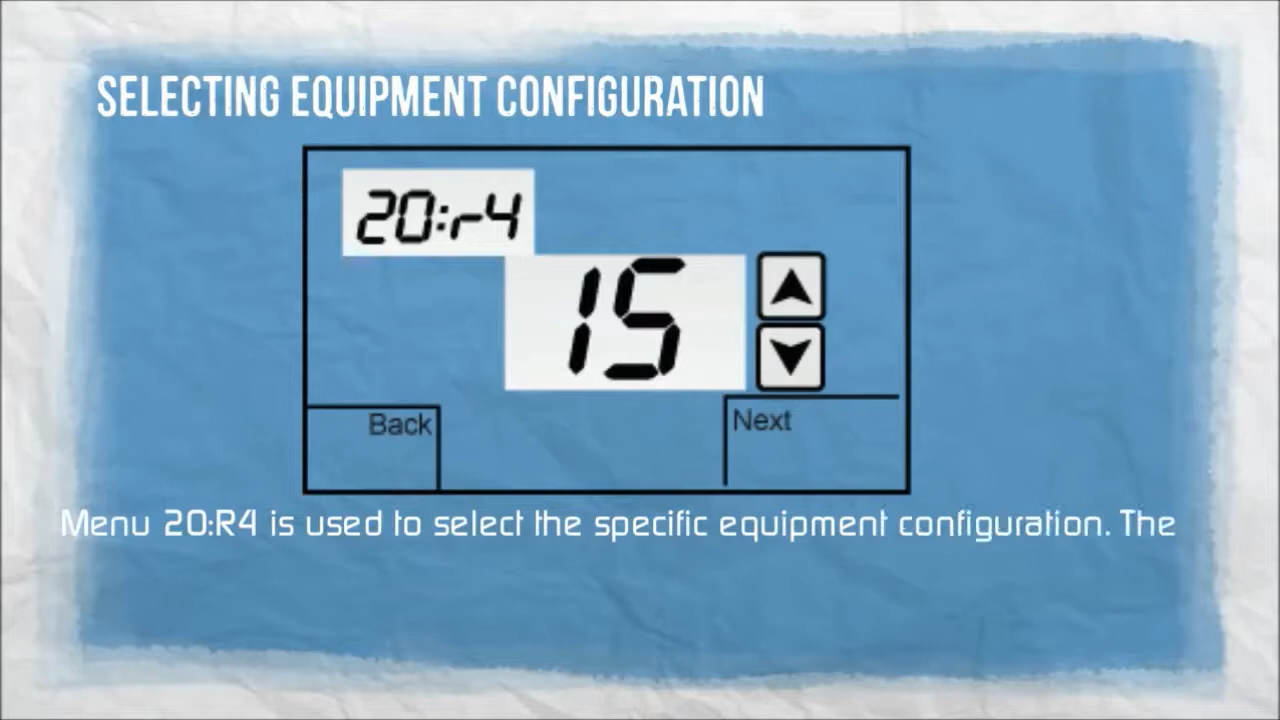 SELECTING EQUIPMENT CONFIGURATION
20:r4
15
Back
Next
Menu 20:R4 is used to select the specific equipment configuration. The